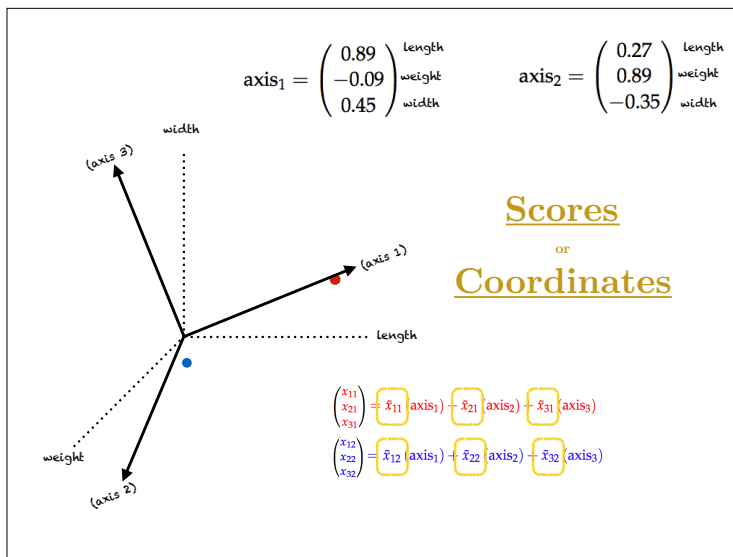 axis₁ = ( 0.89 length
−0.09 weight
0.45 ) width
axis₂ = ( 0.27 length
0.89 weight
−0.35 ) width
width
(axis 3)
(axis 1)
length
weight
(axis 2)
Scores
or
Coordinates
(x₁₁ x₂₁ x₃₁) = x̃₁₁ (axis₁) + x̃₂₁ (axis₂) + x̃₃₁ (axis₃)
(x₁₂ x₂₂ x₃₂) = x̃₁₂ (axis₁) + x̃₂₂ (axis₂) + x̃₃₂ (axis₃)